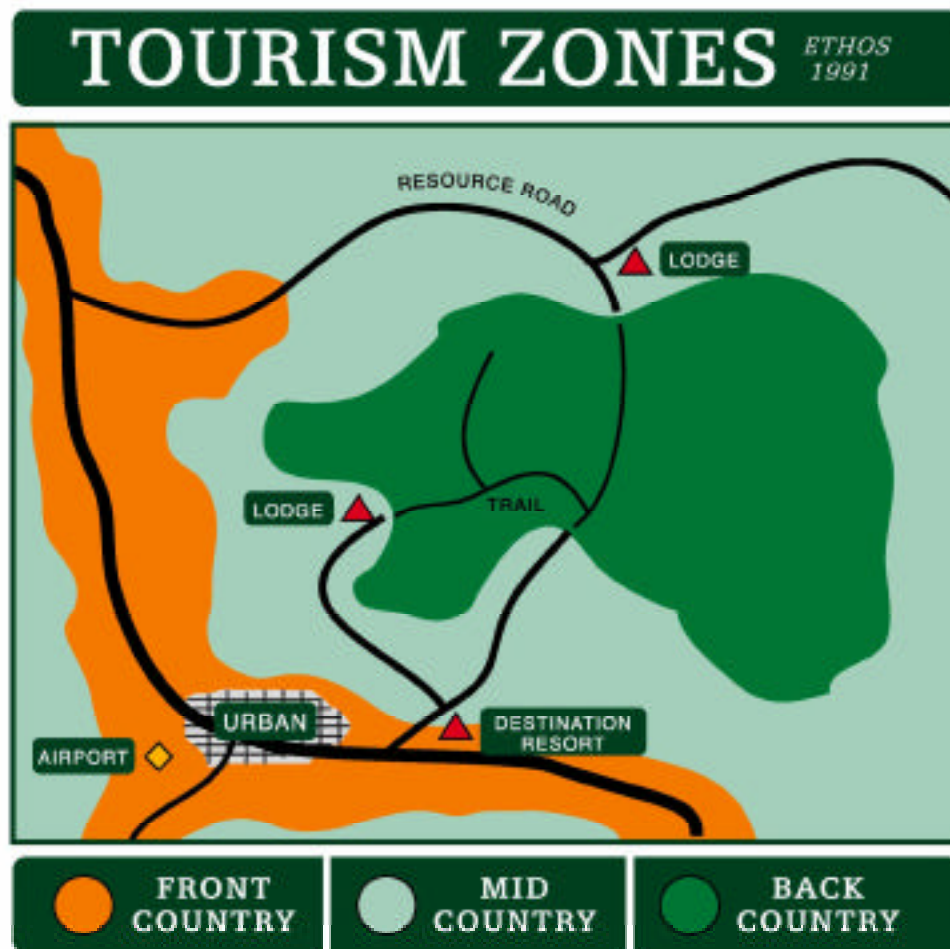 TOURISM ZONES
ETHOS
1991
RESOURCE ROAD
LODGE
LODGE
TRAIL
URBAN
DESTINATION
RESORT
AIRPORT
FRONT
COUNTRY
MID
COUNTRY
BACK
COUNTRY